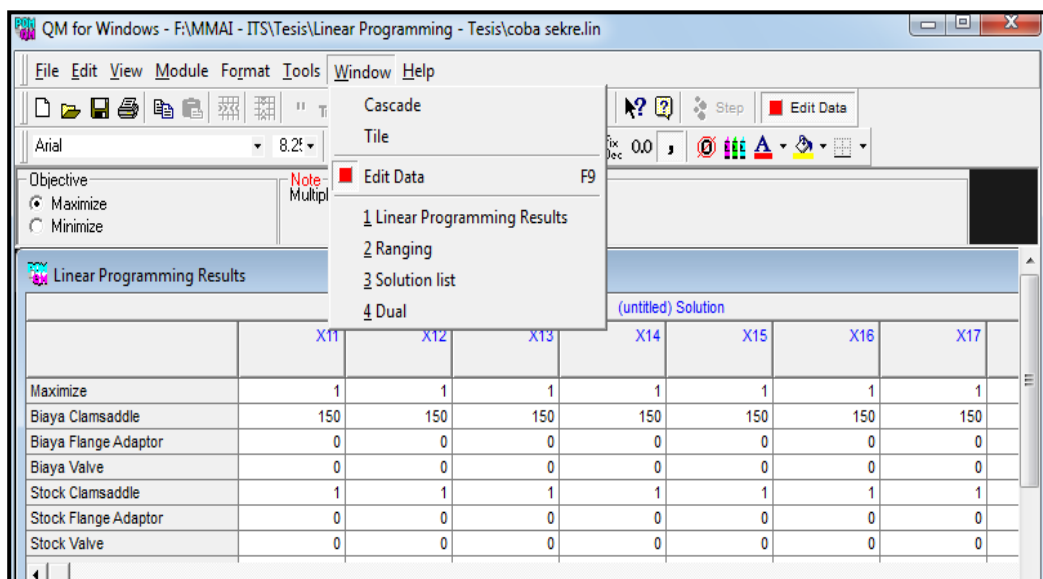 QM for Windows - F:\MMAI - ITS\Tesis\Linear Programming - Tesis\coba sekre.lin
File Edit View Module Format Tools Window Help
Step Edit Data
Arial 8.2 0.0
Objective
Maximize
Minimize
Note
Multipl
Cascade
Tile
Edit Data F9
1 Linear Programming Results
2 Ranging
3 Solution list
4 Dual
Linear Programming Results
(untitled) Solution
X11 X12 X13 X14 X15 X16 X17
Maximize 1 1 1 1 1 1 1
Biaya Clamsaddle 150 150 150 150 150 150 150
Biaya Flange Adaptor 0 0 0 0 0 0 0
Biaya Valve 0 0 0 0 0 0 0
Stock Clamsaddle 1 1 1 1 1 1 1
Stock Flange Adaptor 0 0 0 0 0 0 0
Stock Valve 0 0 0 0 0 0 0